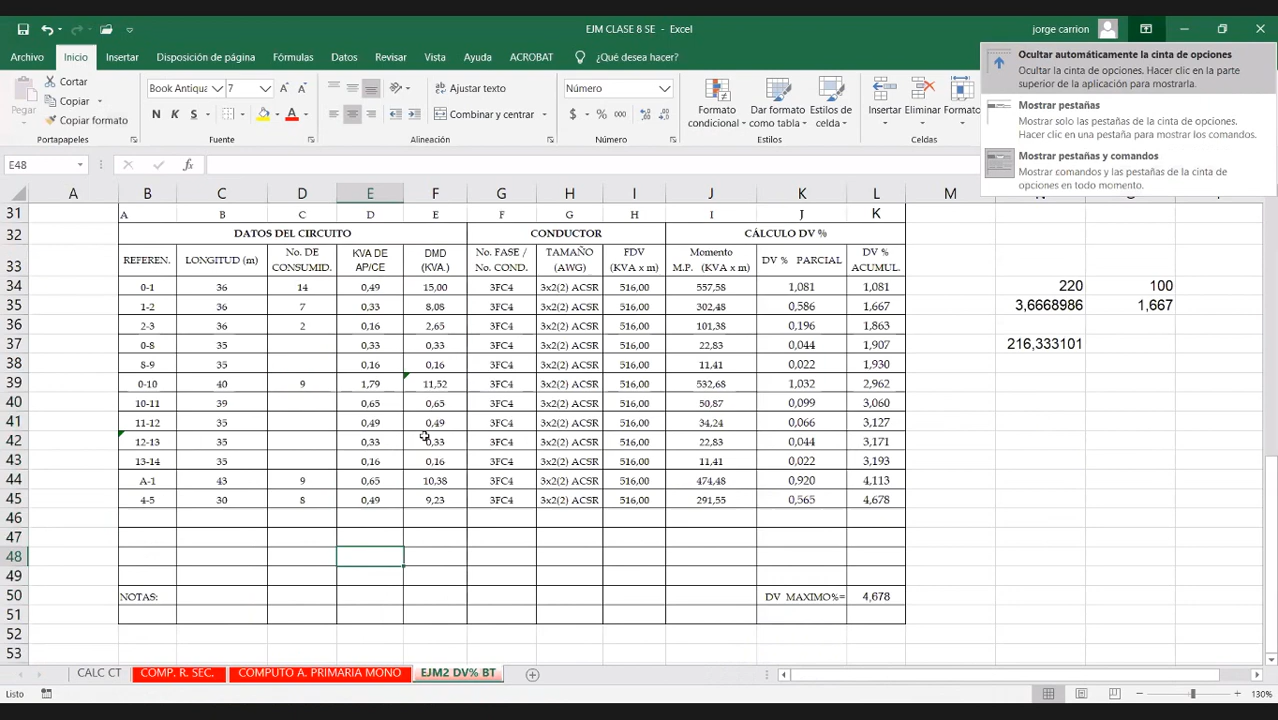 EJM CLASE 8 SE - Excel
jorge carrion
Archivo Inicio Insertar Disposición de página Fórmulas Datos Revisar Vista Ayuda ACROBAT ¿Qué desea hacer?
Pegar
Cortar
Copiar
Copiar formato
Portapapeles
Book Antiqua 7
N K S
Fuente
Ajustar texto
Combinar y centrar
Alineación
Número
$ % 000
Número
Formato condicional
Dar formato como tabla
Estilos de celda
Estilos
Insertar Eliminar Formato
Ocultar automáticamente la cinta de opciones
Ocultar la cinta de opciones. Hacer clic en la parte
superior de la aplicación para mostrarla.
Mostrar pestañas
Mostrar solo las pestañas de la cinta de opciones.
Hacer clic en una pestaña para mostrar los comandos.
Mostrar pestañas y comandos
Mostrar comandos y las pestañas de la cinta de
opciones en todo momento.
E48 fx
A B C D E F G H I J K L M
31 A B C D E F G H I J K
32 DATOS DEL CIRCUITO CONDUCTOR CÁLCULO DV %
33 REFEREN. LONGITUD (m) No. DE CONSUMID. KVA DE AP/CE DMD (KVA.) No. FASE / No. COND. TAMAÑO (AWG) FDV (KVA x m) Momento M.P. (KVA x m) DV % PARCIAL DV % ACUMUL.
34 0-1 36 14 0,49 15,00 3FC4 3x2(2) ACSR 516,00 557,58 1,081 1,081 220 100
35 1-2 36 7 0,33 8,08 3FC4 3x2(2) ACSR 516,00 302,48 0,586 1,667 3,6668986 1,667
36 2-3 36 2 0,16 2,65 3FC4 3x2(2) ACSR 516,00 101,38 0,196 1,863
37 0-8 35 0,33 0,33 3FC4 3x2(2) ACSR 516,00 22,83 0,044 1,907 216,333101
38 8-9 35 0,16 0,16 3FC4 3x2(2) ACSR 516,00 11,41 0,022 1,930
39 0-10 40 9 1,79 11,52 3FC4 3x2(2) ACSR 516,00 532,68 1,032 2,962
40 10-11 39 0,65 0,65 3FC4 3x2(2) ACSR 516,00 50,87 0,099 3,060
41 11-12 35 0,49 0,49 3FC4 3x2(2) ACSR 516,00 34,24 0,066 3,127
42 12-13 35 0,33 0,33 3FC4 3x2(2) ACSR 516,00 22,83 0,044 3,171
43 13-14 35 0,16 0,16 3FC4 3x2(2) ACSR 516,00 11,41 0,022 3,193
44 A-1 43 9 0,65 10,38 3FC4 3x2(2) ACSR 516,00 474,48 0,920 4,113
45 4-5 30 8 0,49 9,23 3FC4 3x2(2) ACSR 516,00 291,55 0,565 4,678
46
47
48
49
50 NOTAS: DV MAXIMO%= 4,678
51
52
53
CALC CT COMP. R. SEC. COMPUTO A. PRIMARIA MONO EJM2 DV% BT
Listo 130%